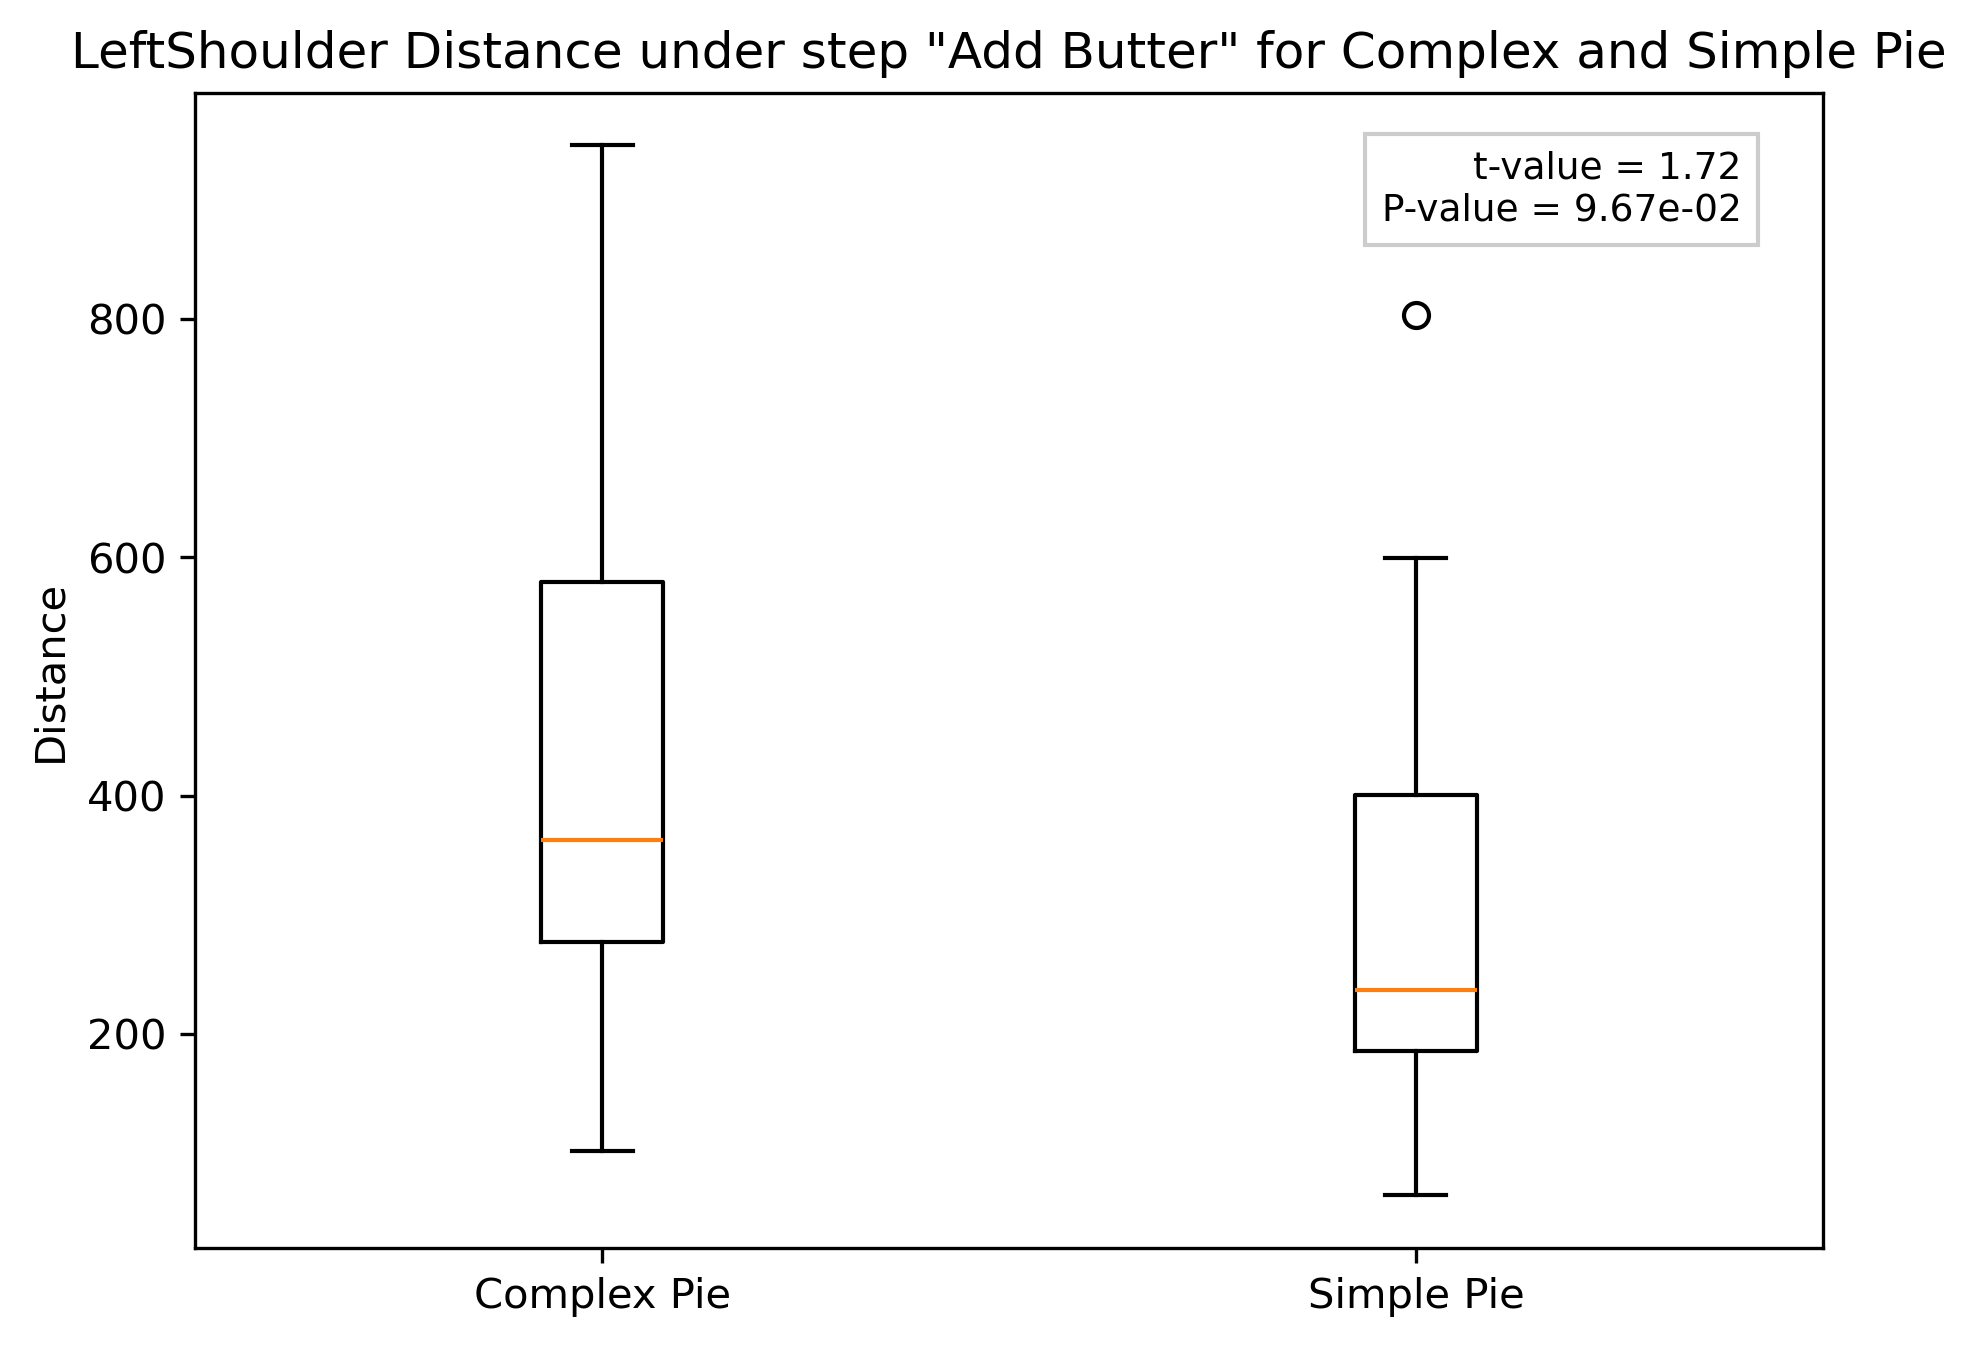 LeftShoulder Distance under step "Add Butter" for Complex and Simple Pie
t-value = 1.72
P-value = 9.67e-02
800
600
400
200
Distance
Complex Pie
Simple Pie